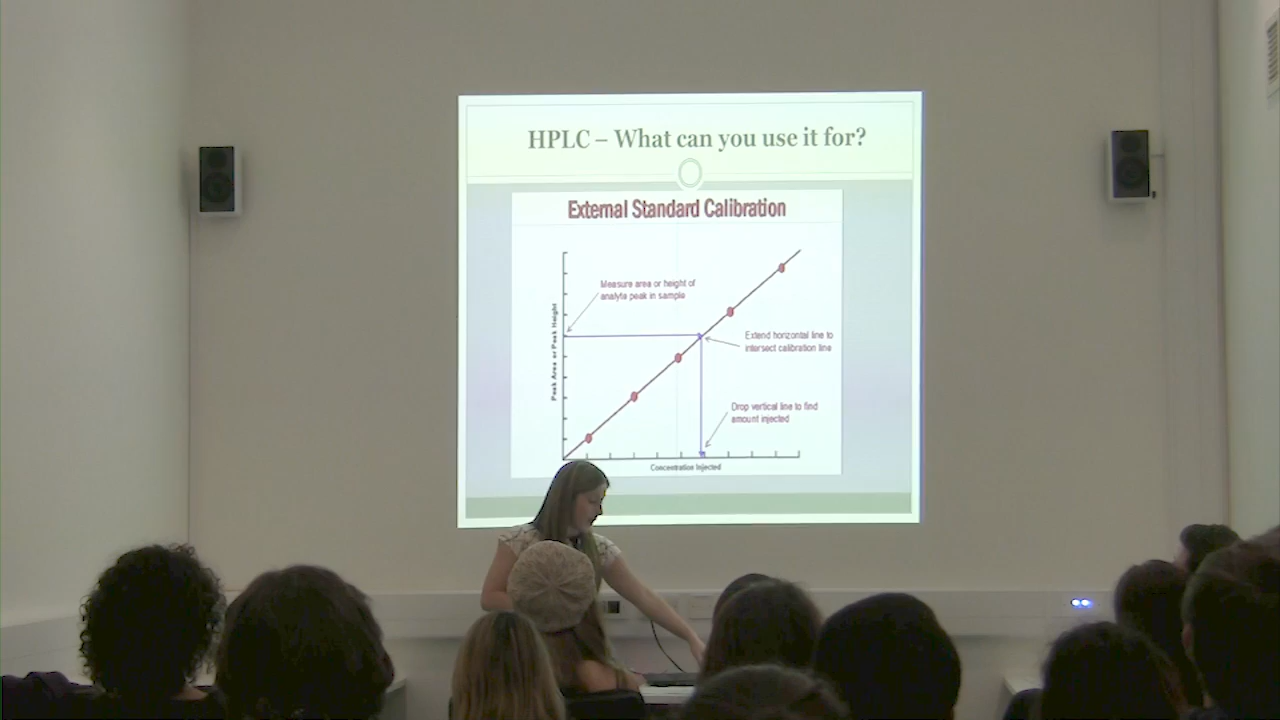 HPLC – What can you use it for?
External Standard Calibration
Measure area or height of
analyte peak in sample
Extend horizontal line to
intersect calibration line
Drop vertical line to find
amount injected
Peak Area or Peak Height
Concentration Injected